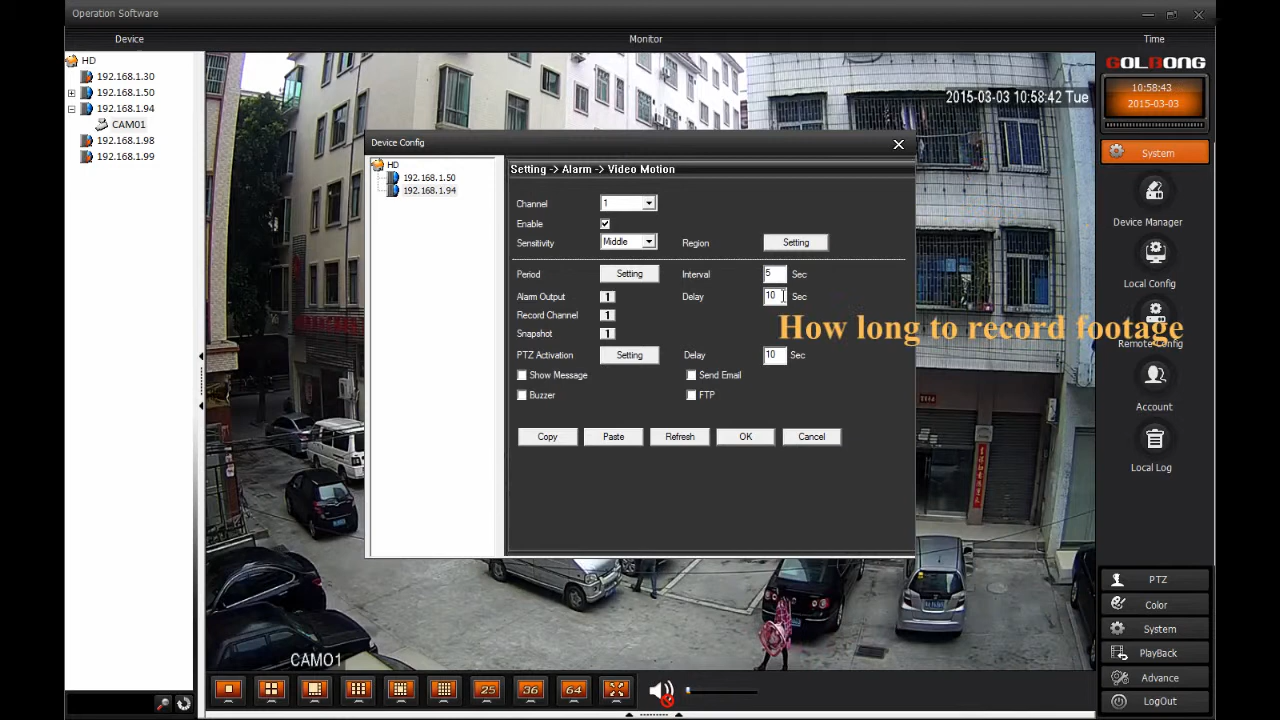 Operation Software
Device
Monitor
Time
HD
192.168.1.30
192.168.1.50
192.168.1.94
CAM01
192.168.1.98
192.168.1.99
2015-03-03 10:58:42 Tue
GOLBONG
10:58:43
2015-03-03
System
Device Manager
Local Config
Remote Config
Account
Local Log
Device Config
HD
192.168.1.50
192.168.1.94
Setting -> Alarm -> Video Motion
Channel 1
Enable
Sensitivity Middle Region Setting
Period Setting Interval 5 Sec
Alarm Output 1 Delay 10 Sec
Record Channel 1
How long to record footage
Snapshot 1
PTZ Activation Setting Delay 10 Sec
Show Message Send Email
Buzzer FTP
Copy Paste Refresh OK Cancel
CAMO1
PTZ
Color
System
PlayBack
Advance
LogOut
25 36 64